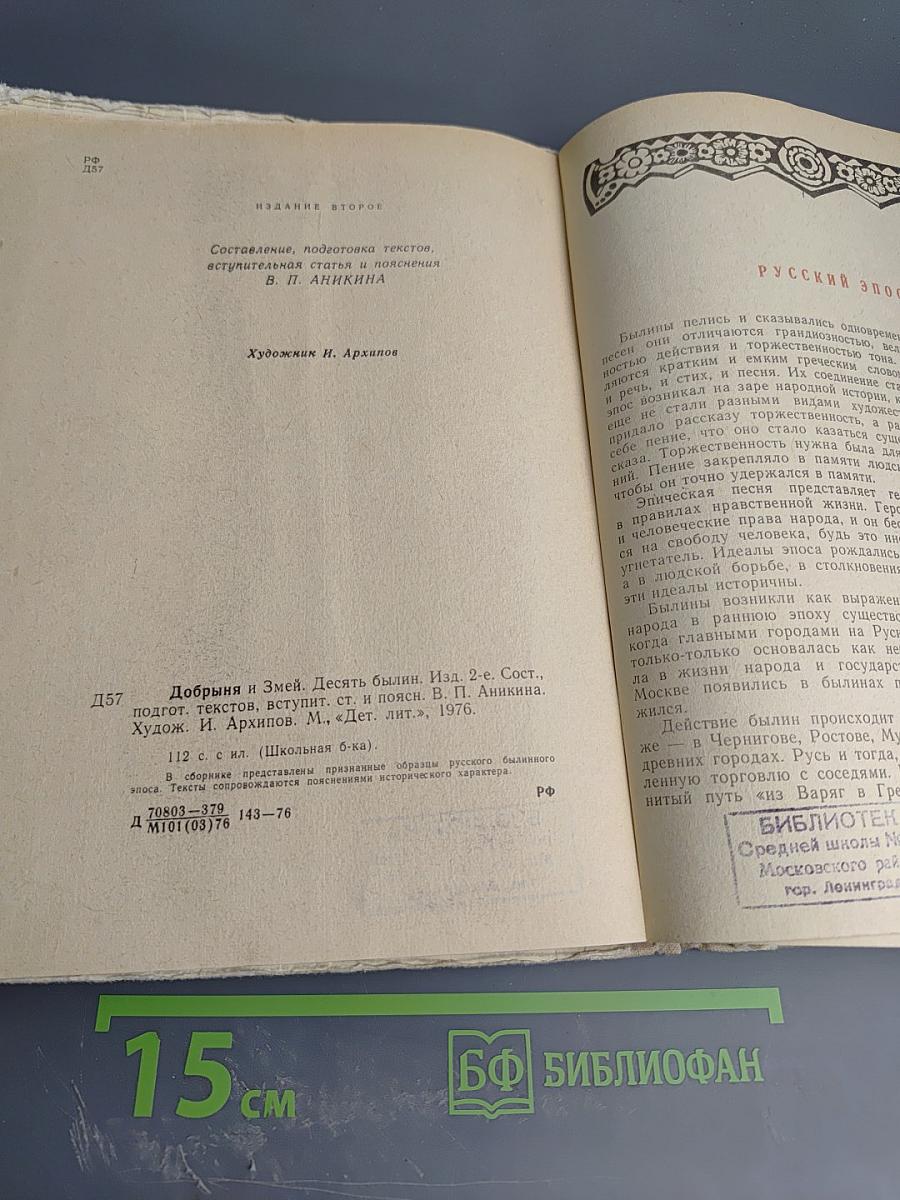 РФ
Д57
ИЗДАНИЕ ВТОРОЕ
Составление, подготовка текстов,
вступительная статья и пояснения
В. П. АНИКИНА
Художник И. Архипов
Д57
Добрыня и Змей. Десять былин. Изд. 2-е. Сост.,
подгот. текстов, вступит. ст. и поясн. В. П. Аникина.
Худож. И. Архипов. М., «Дет. лит.», 1976.
112 с. с ил. (Школьная б-ка).
В сборнике представлены признанные образцы русского былинного
эпоса. Тексты сопровождаются пояснениями исторического характера.
РФ
Д 70803—379
М101(03)76 143—76
РУССКИЙ ЭПОС
Былины пелись и сказывались одновремен
песен они отличаются грандиозностью, вел
ностью действия и торжественностью тона.
ляются кратким и емким греческим словом
и речь, и стих, и песня. Их соединение ста
эпос возникал на заре народной истории, к
еще не стали разными видами художест
придало рассказу торжественность, а ра
себе пение, что оно стало казаться суще
сказа. Торжественность нужна была для
ний. Пение закрепляло в памяти людск
чтобы он точно удержался в памяти.
Эпическая песня представляет ге
в правилах нравственной жизни. Геро
и человеческие права народа, и он бес
ся на свободу человека, будь это ино
угнетатель. Идеалы эпоса рождались
а в людской борьбе, в столкновения
эти идеалы историчны.
Былины возникли как выражен
народа в раннюю эпоху существо
когда главными городами на Руси
только-только основалась как не
ла в жизни народа и государст
Москве появились в былинах п
жился.
Действие былин происходит
же — в Чернигове, Ростове, Му
древних городах. Русь и тогда,
ленную торговлю с соседями.
нитый путь «из Варяг в Гре
БИБЛИОТЕК
Средней школы №
Московского рай
гор. Ленинград
15 см
БФ БИБЛИОФАН